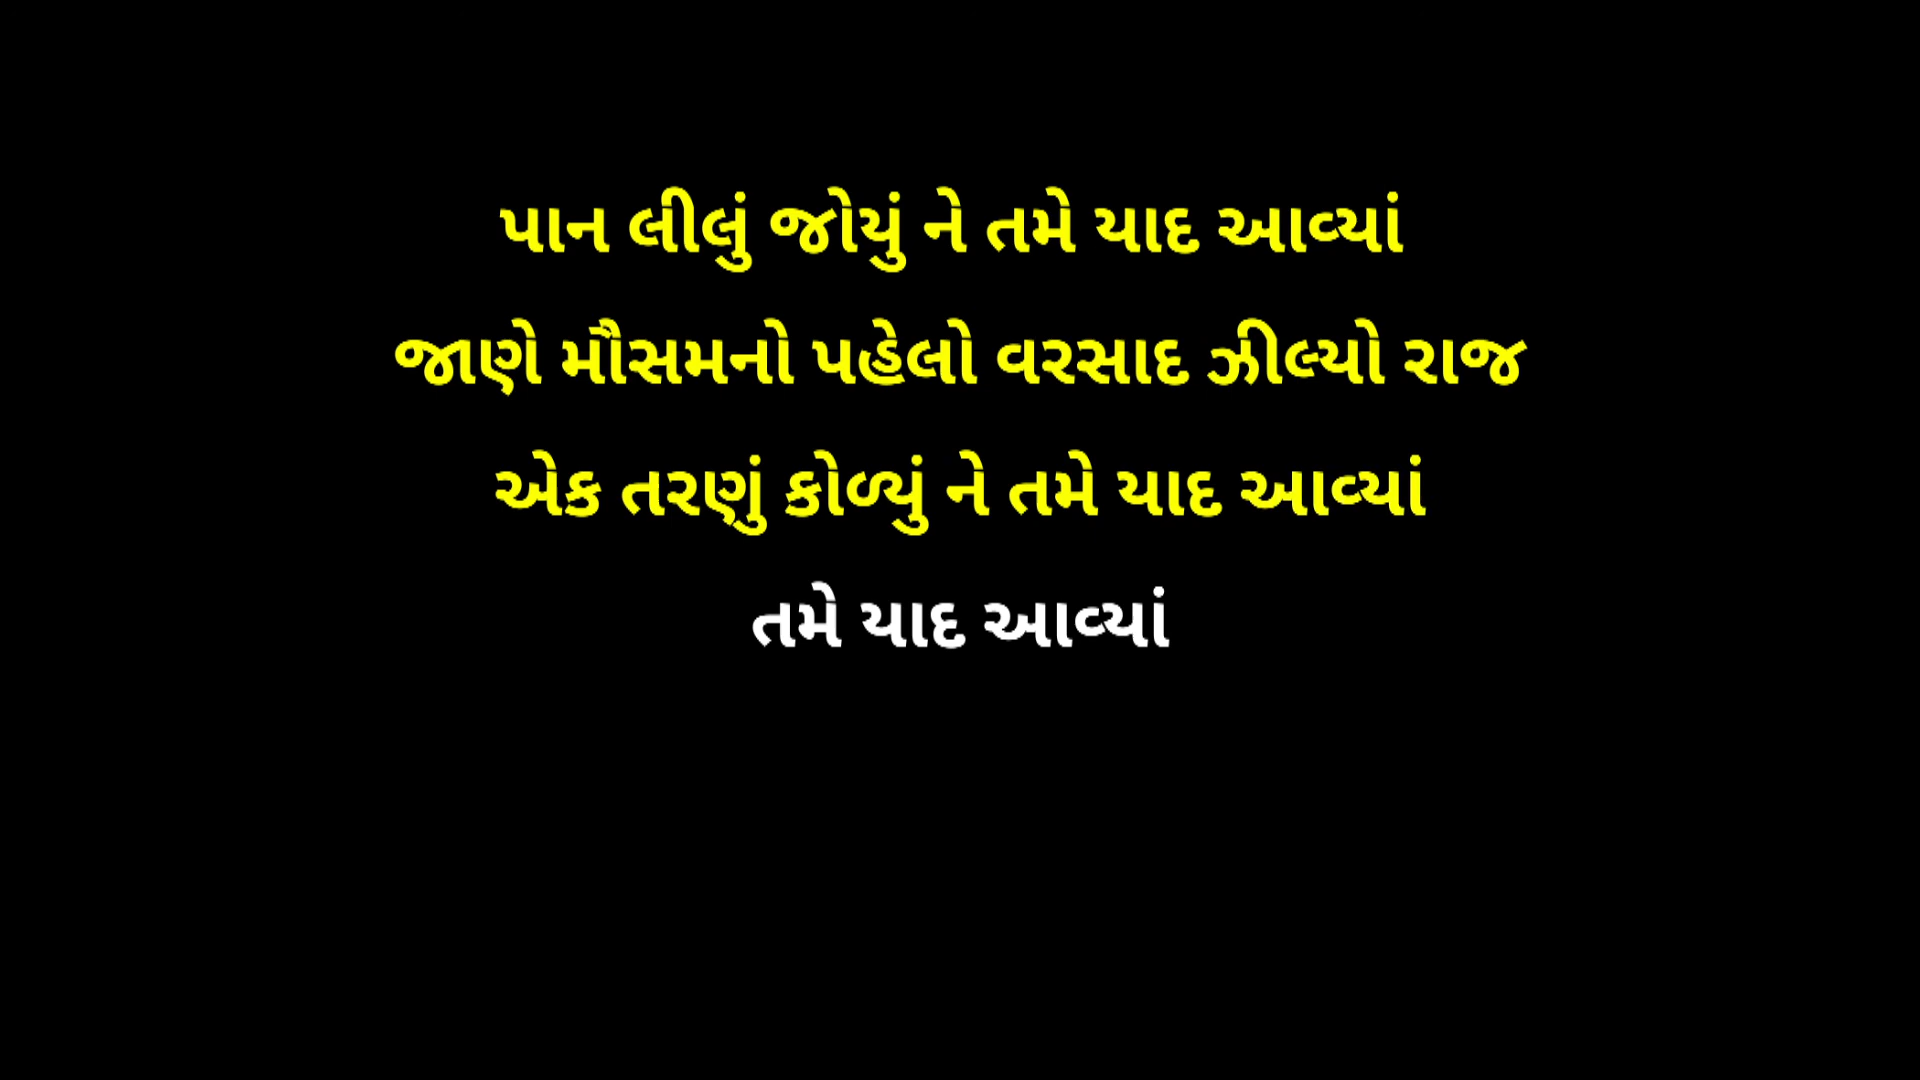 પાન લીલું જોયું ને તમે યાદ આવ્યાં
જાણે મૌસમનો પહેલો વરસાદ ઝીલ્યો રાજ
એક તરણું કોળ્યું ને તમે યાદ આવ્યાં
તમે યાદ આવ્યાં